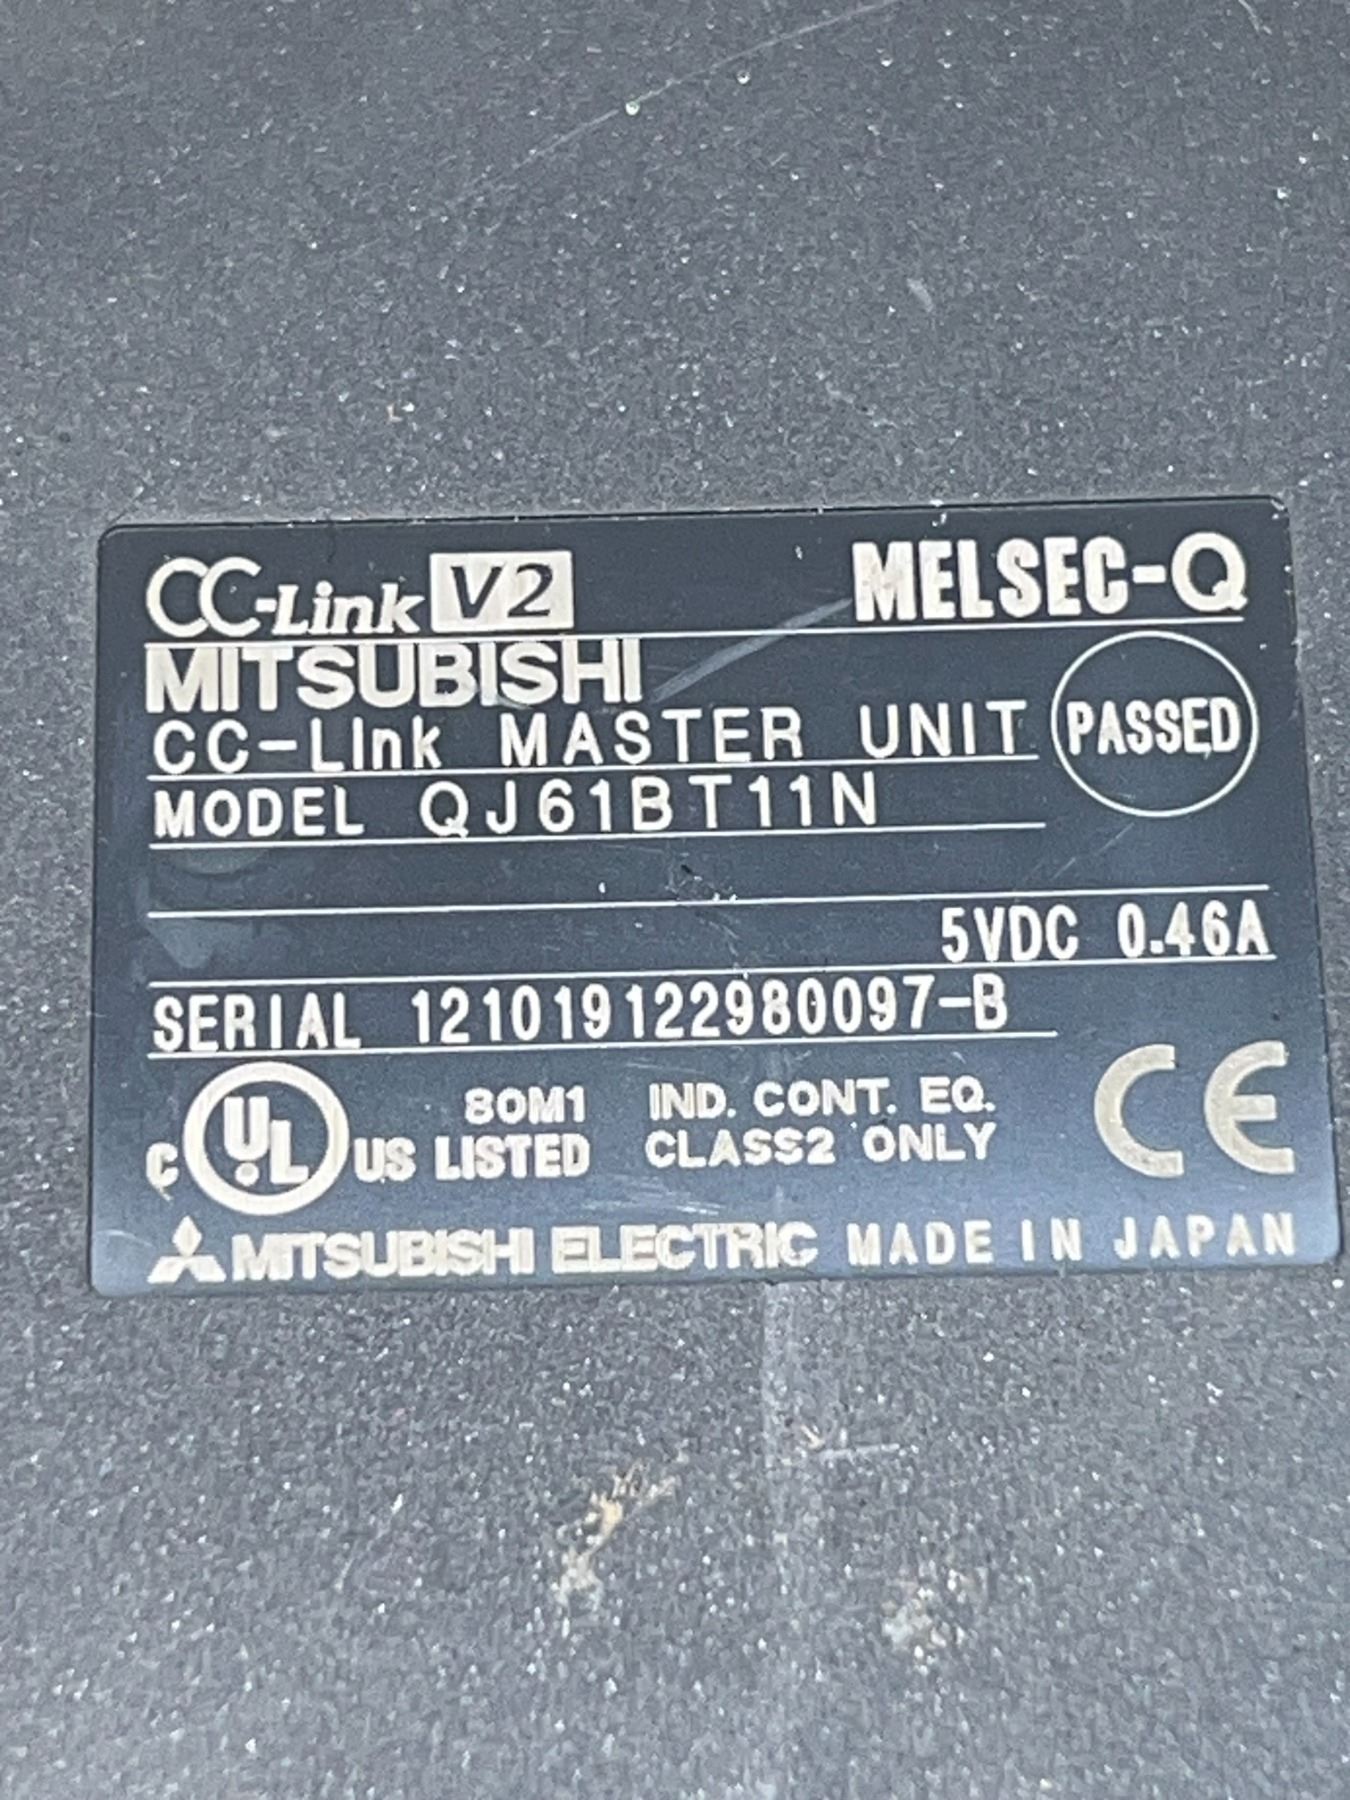 CC-Link V2 MELSEC-Q
MITSUBISHI
CC-Link MASTER UNIT
PASSED
MODEL QJ61BT11N
5VDC 0.46A
SERIAL 121019122980097-B
C UL US LISTED 80M1 IND. CONT. EQ.
CLASS2 ONLY
CE
MITSUBISHI ELECTRIC MADE IN JAPAN